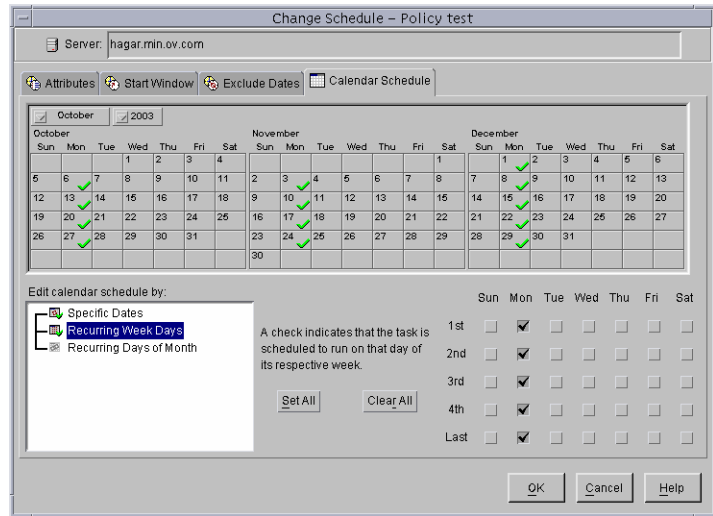 Change Schedule – Policy test
Server: hagar.min.ov.com
Attributes Start Window Exclude Dates Calendar Schedule
October 2003
October November December
Sun Mon Tue Wed Thu Fri Sat Sun Mon Tue Wed Thu Fri Sat Sun Mon Tue Wed Thu Fri Sat
1 2 3 4 1 1 2 3 4 5 6
5 6 7 8 9 10 11 2 3 4 5 6 7 8 7 8 9 10 11 12 13
12 13 14 15 16 17 18 9 10 11 12 13 14 15 14 15 16 17 18 19 20
19 20 21 22 23 24 25 16 17 18 19 20 21 22 21 22 23 24 25 26 27
26 27 28 29 30 31 23 24 25 26 27 28 29 28 29 30 31
30
Edit calendar schedule by:
Specific Dates
Recurring Week Days
Recurring Days of Month
A check indicates that the task is
scheduled to run on that day of
its respective week.
Set All Clear All
Sun Mon Tue Wed Thu Fri Sat
1st
2nd
3rd
4th
Last
OK Cancel Help